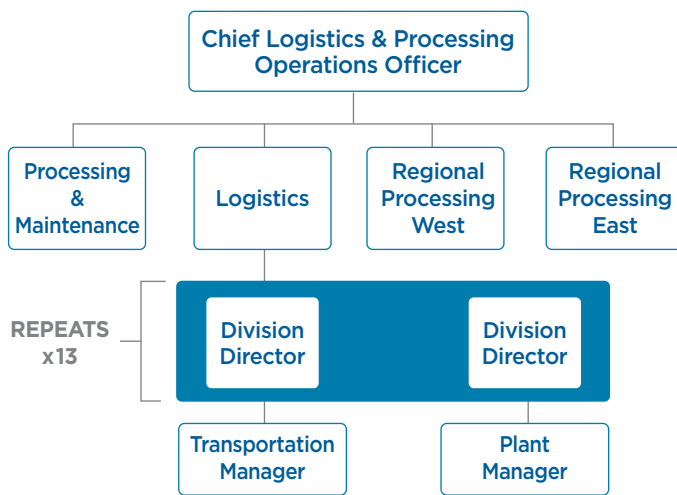 Chief Logistics & Processing
Operations Officer
Processing
&
Maintenance
Logistics
Regional
Processing
West
Regional
Processing
East
REPEATS
x13
Division
Director
Division
Director
Transportation
Manager
Plant
Manager